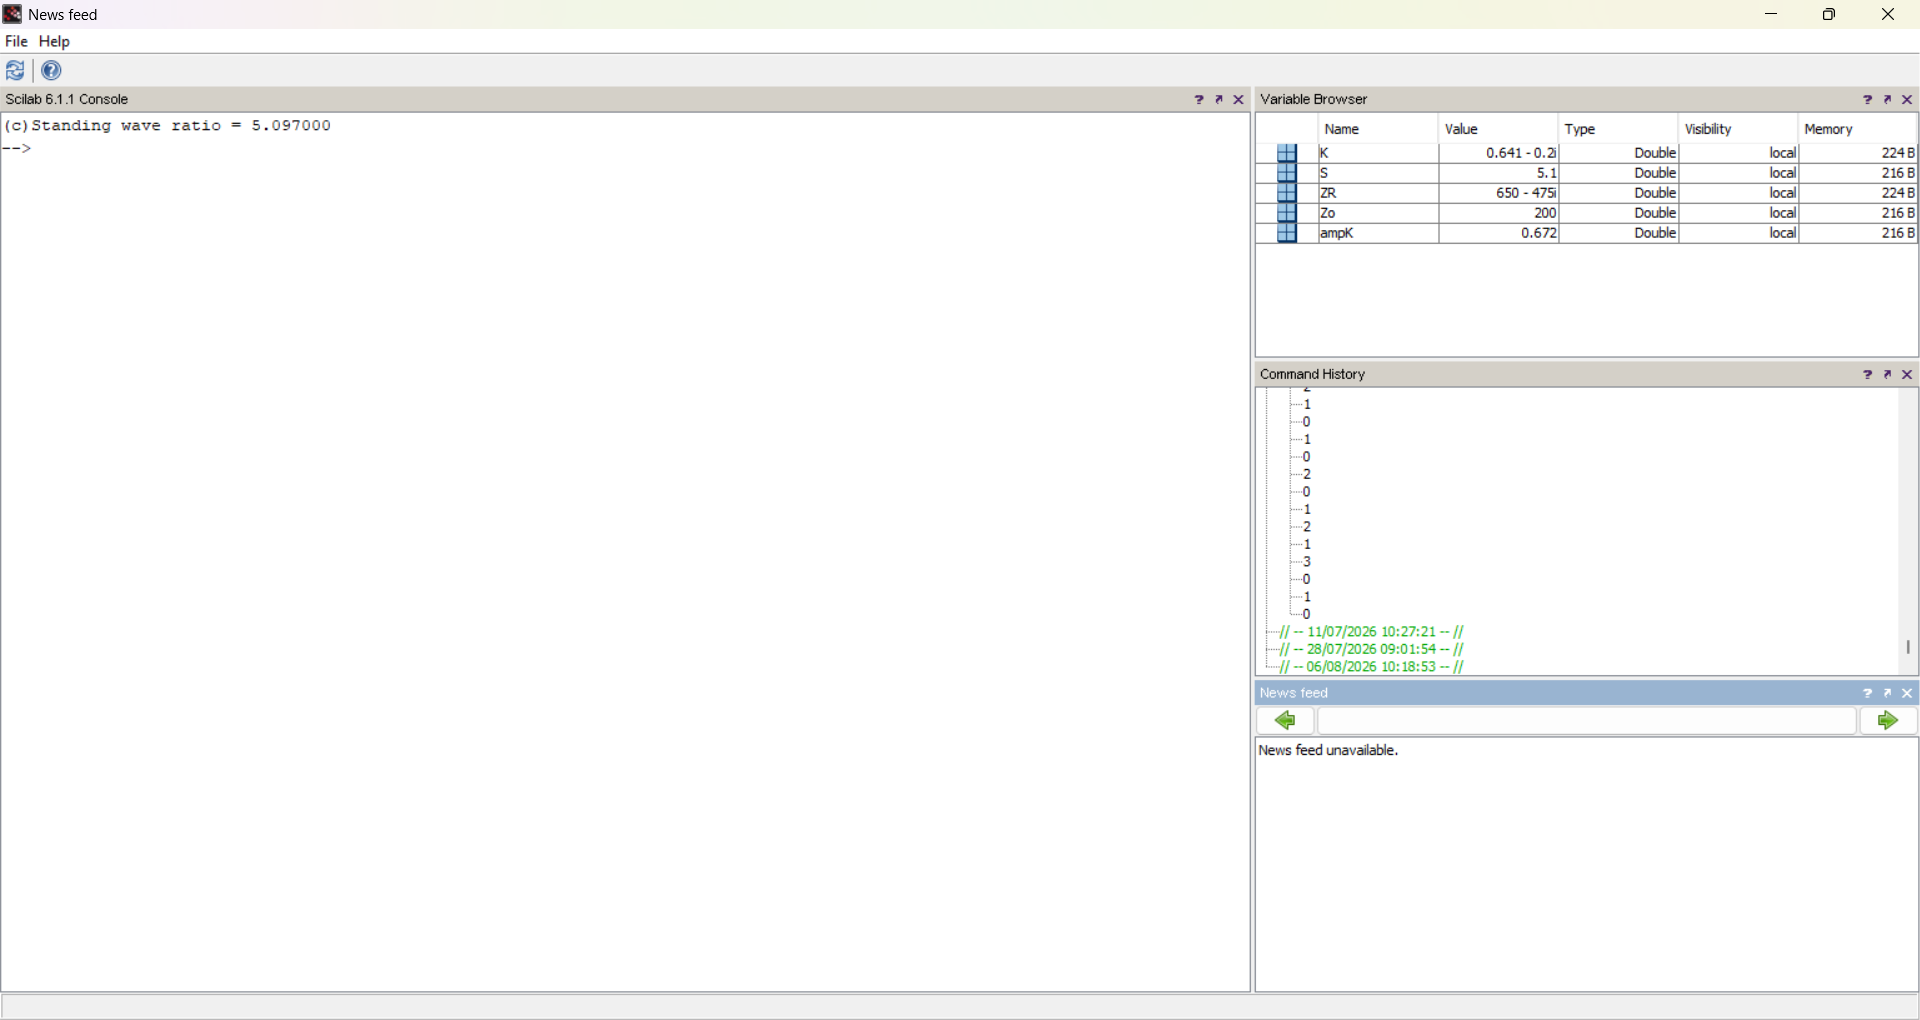 News feed
File Help
Scilab 6.1.1 Console
(c)Standing wave ratio = 5.097000
-->
Variable Browser
Name Value Type Visibility Memory
K 0.641 - 0.2i Double local 224 B
S 5.1 Double local 216 B
ZR 650 - 475i Double local 224 B
Zo 200 Double local 216 B
ampK 0.672 Double local 216 B
Command History
2
1
0
1
0
2
0
1
2
1
3
0
1
0
// -- 11/07/2026 10:27:21 -- //
// -- 28/07/2026 09:01:54 -- //
// -- 06/08/2026 10:18:53 -- //
News feed
News feed unavailable.